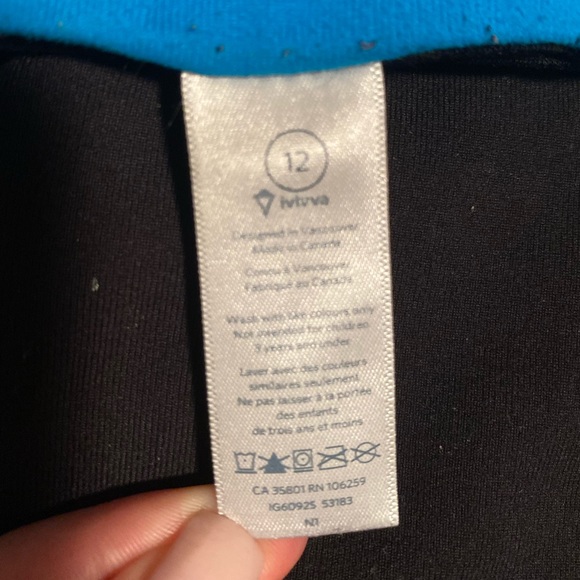 12
ivivva
Designed in Vancouver
Made in Canada
Conçu à Vancouver
Fabriqué au Canada
Wash with like colours only
Not intended for children
3 years and under
Laver avec des couleurs
similaires seulement
Ne pas laisser à la portée
des enfants
de trois ans et moins
CA 35801 RN 106259
IG6092S 53183
N1